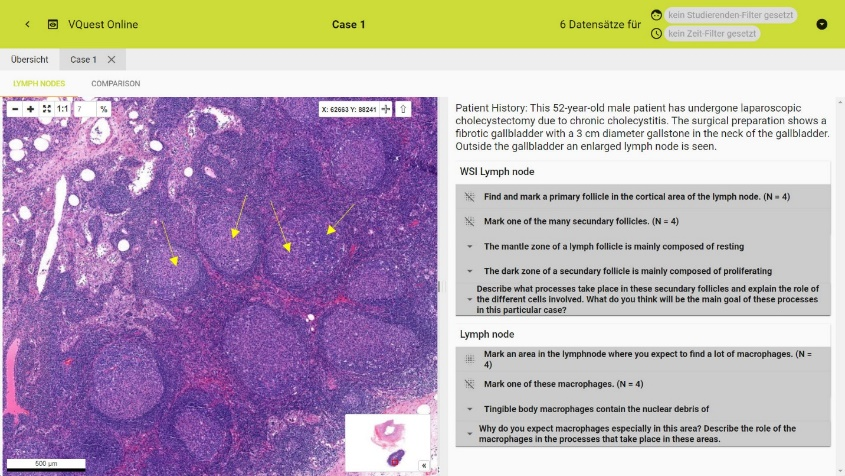 VQuest Online
Case 1
6 Datensätze für
kein Studierenden-Filter gesetzt
kein Zeit-Filter gesetzt
Übersicht
Case 1
LYMPH NODES
COMPARISON
1:1
7
%
X: 62663 Y: 88241
500 µm
Patient History: This 52-year-old male patient has undergone laparoscopic
cholecystectomy due to chronic cholecystitis. The surgical preparation shows a
fibrotic gallbladder with a 3 cm diameter gallstone in the neck of the gallbladder.
Outside the gallbladder an enlarged lymph node is seen.
WSI Lymph node
Find and mark a primary follicle in the cortical area of the lymph node. (N = 4)
Mark one of the many secundary follicles. (N = 4)
The mantle zone of a lymph follicle is mainly composed of resting
The dark zone of a secundary follicle is mainly composed of proliferating
Describe what processes take place in these secundary follicles and explain the role of
the different cells involved. What do you think will be the main goal of these processes
in this particular case?
Lymph node
Mark an area in the lymphnode where you expect to find a lot of macrophages. (N =
4)
Mark one of these macrophages. (N = 4)
Tingible body macrophages contain the nuclear debris of
Why do you expect macrophages especially in this area? Describe the role of the
macrophages in the processes that take place in these areas.